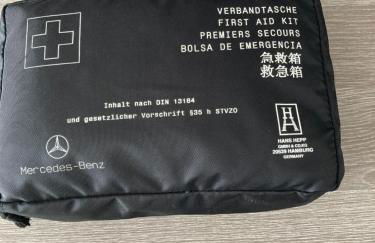 VERBANDTASCHE
FIRST AID KIT
PREMIERS SECOURS
BOLSA DE EMERGENCIA
急救箱
救急箱
Inhalt nach DIN 13164
und gesetzlicher Vorschrift §35 h STVZO
Mercedes-Benz
HANS HEPP
GMBH & CO.KG
20539 HAMBURG
GERMANY